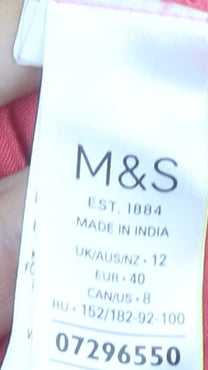 M&S
EST. 1884
MADE IN INDIA
UK/AUS/NZ • 12
EUR • 40
CAN/US • 8
RU • 152/182-92-100
07296550